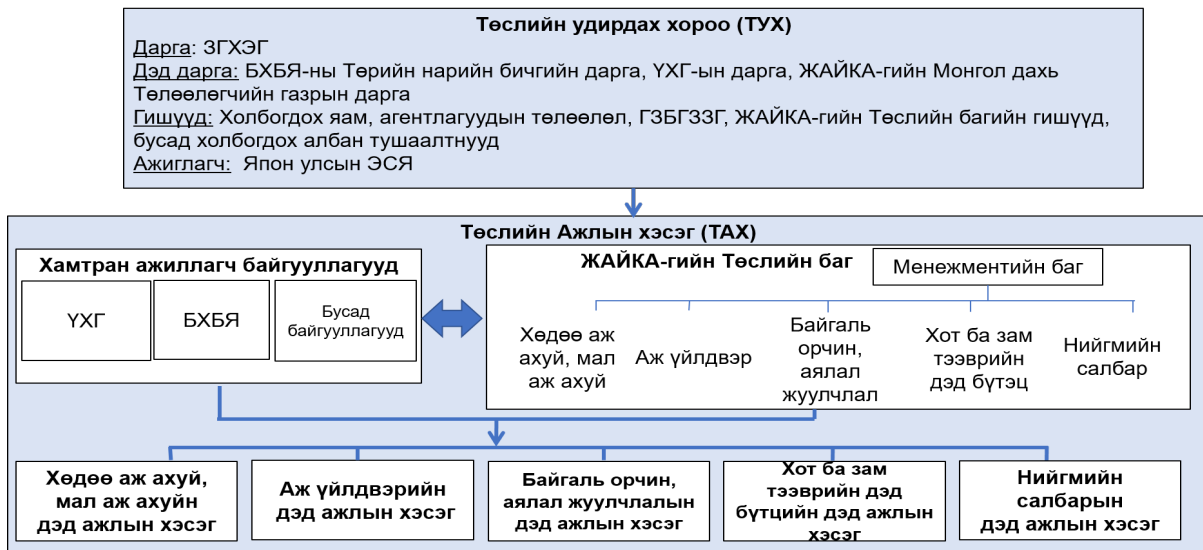 Төслийн удирдах хороо (ТУХ)
Дарга: ЗГХЭГ
Дэд дарга: БХБЯ-ны Төрийн нарийн бичгийн дарга, ҮХГ-ын дарга, ЖАЙКА-гийн Монгол дахь
Төлөөлөгчийн газрын дарга
Гишүүд: Холбогдох яам, агентлагуудын төлөөлөл, ГЗБГЗЗГ, ЖАЙКА-гийн Төслийн багийн гишүүд,
бусад холбогдох албан тушаалтнууд
Ажиглагч: Япон улсын ЭСЯ
Төслийн Ажлын хэсэг (ТАХ)
Хамтран ажиллагч байгууллагууд
ҮХГ
БХБЯ
Бусад
байгууллагууд
ЖАЙКА-гийн Төслийн баг
Менежментийн баг
Хөдөө аж
ахуй, мал
аж ахуй
Аж үйлдвэр
Байгаль
орчин,
аялал
жуулчлал
Хот ба зам
тээврийн
дэд бүтэц
Нийгмийн
салбар
Хөдөө аж ахуй,
мал аж ахуйн
дэд ажлын хэсэг
Аж үйлдвэрийн
дэд ажлын хэсэг
Байгаль орчин,
аялал жуулчлалын
дэд ажлын хэсэг
Хот ба зам
тээврийн дэд
бүтцийн дэд ажлын
хэсэг
Нийгмийн
салбарын
дэд ажлын хэсэг